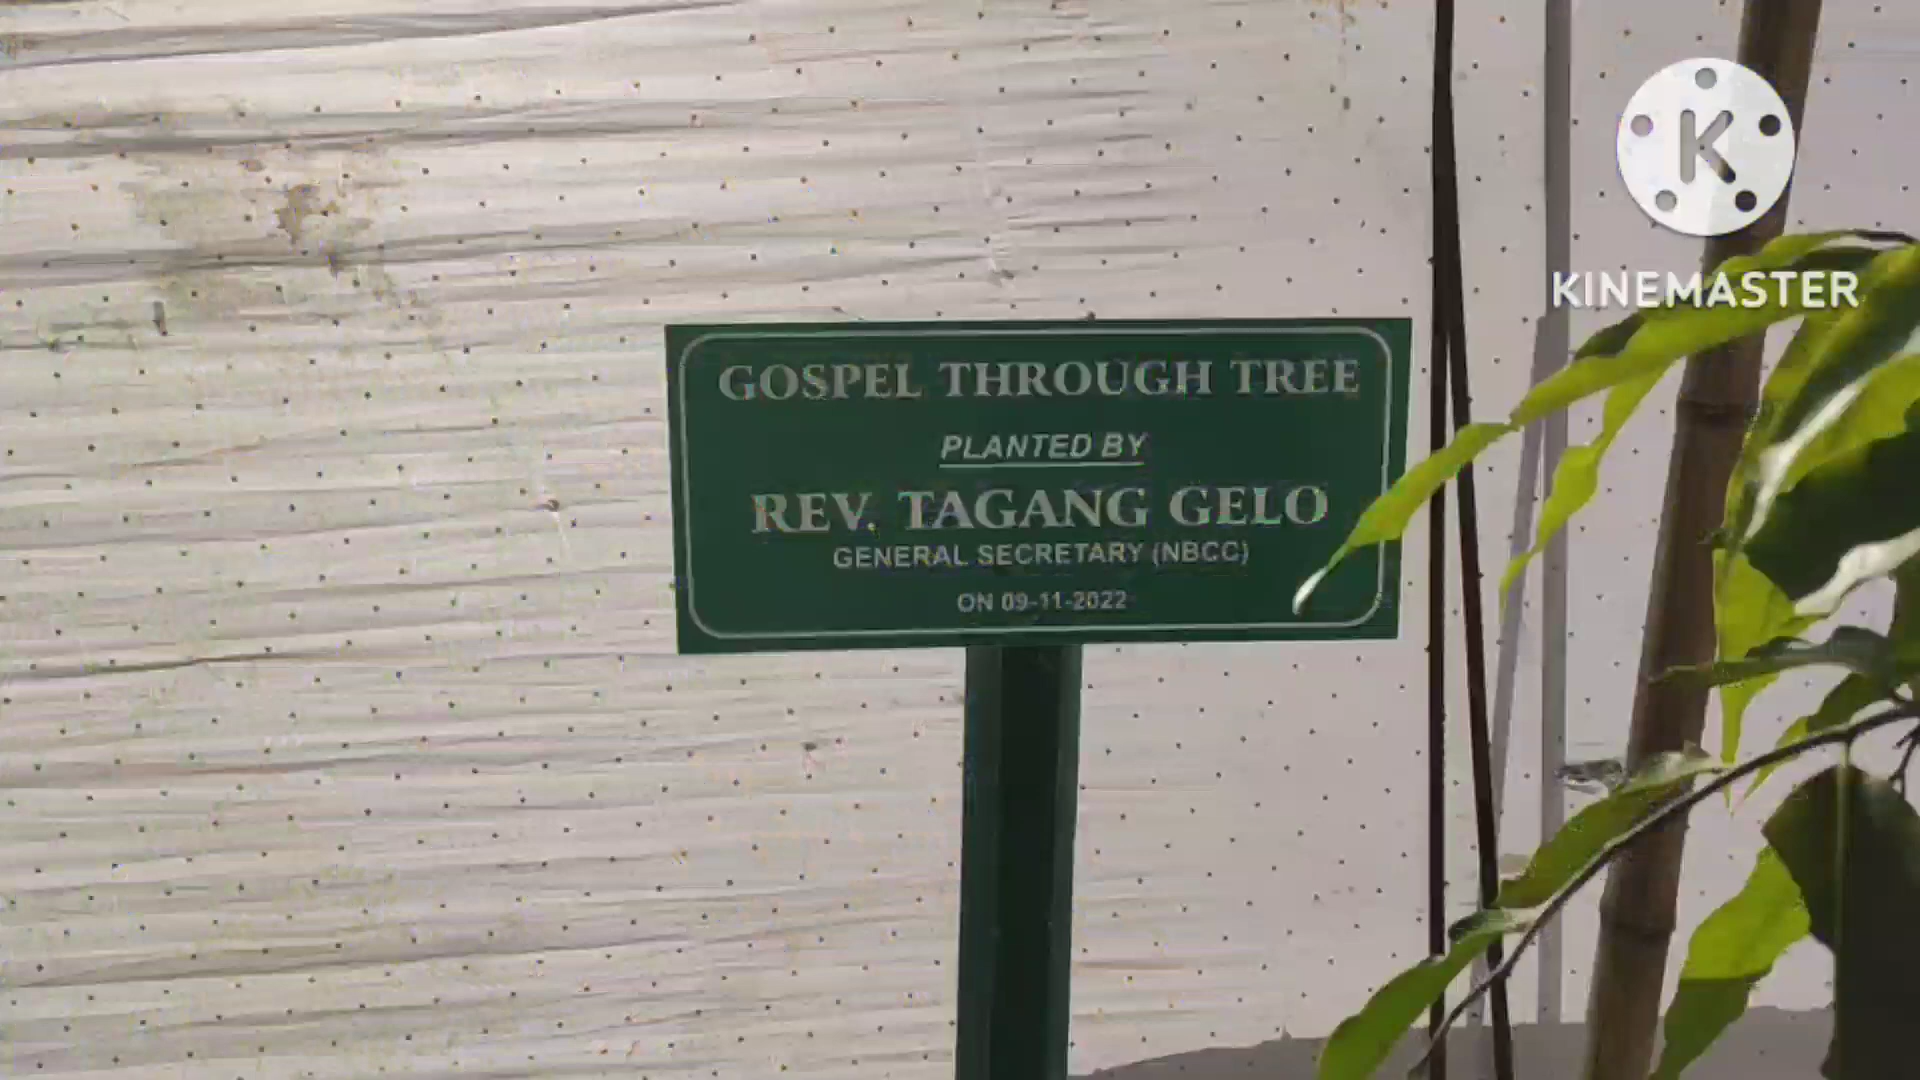 K
KINEMASTER
GOSPEL THROUGH TREE
PLANTED BY
REV. TAGANG GELO
GENERAL SECRETARY (NBCC)
ON 09-11-2022